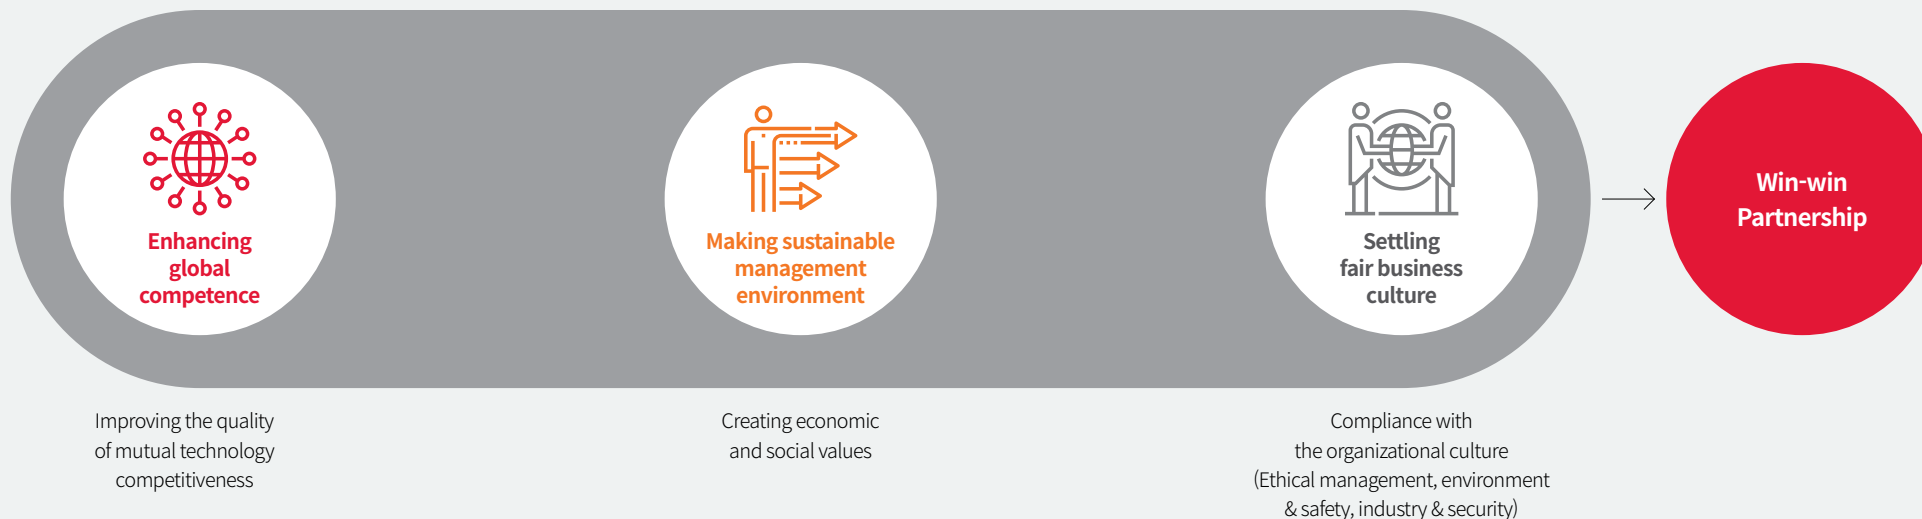 Enhancing
global
competence
Making sustainable
management
environment
Settling
fair business
culture
Win-win
Partnership
Improving the quality
of mutual technology
competitiveness
Creating economic
and social values
Compliance with
the organizational culture
(Ethical management, environment
& safety, industry & security)